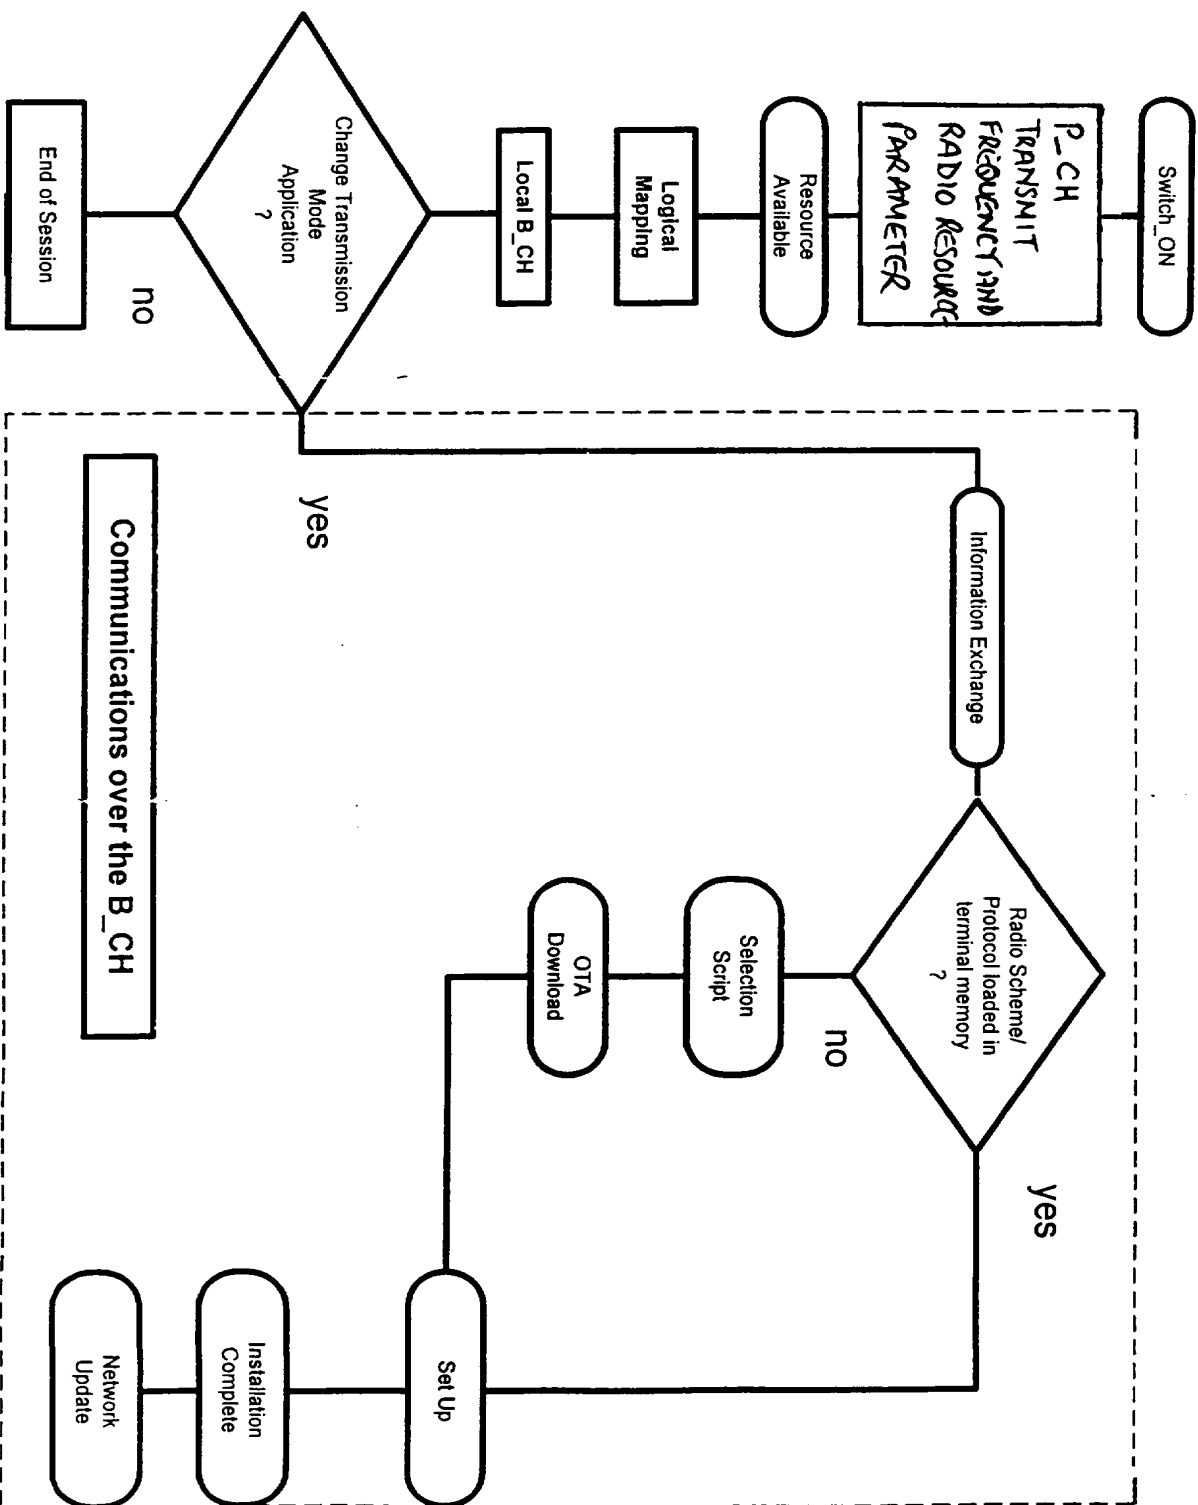 Switch_ON
P_CH
TRANSMIT
FREQUENCY AND
RADIO RESOURCE
PARAMETER
Resource
Available
Logical
Mapping
Local B_CH
Change Transmission
Mode
Application
?
no
End of Session
yes
Information Exchange
Radio Scheme/
Protocol loaded in
terminal memory
?
yes
no
Selection
Script
OTA
Download
Set Up
Installation
Complete
Network
Update
Communications over the B_CH